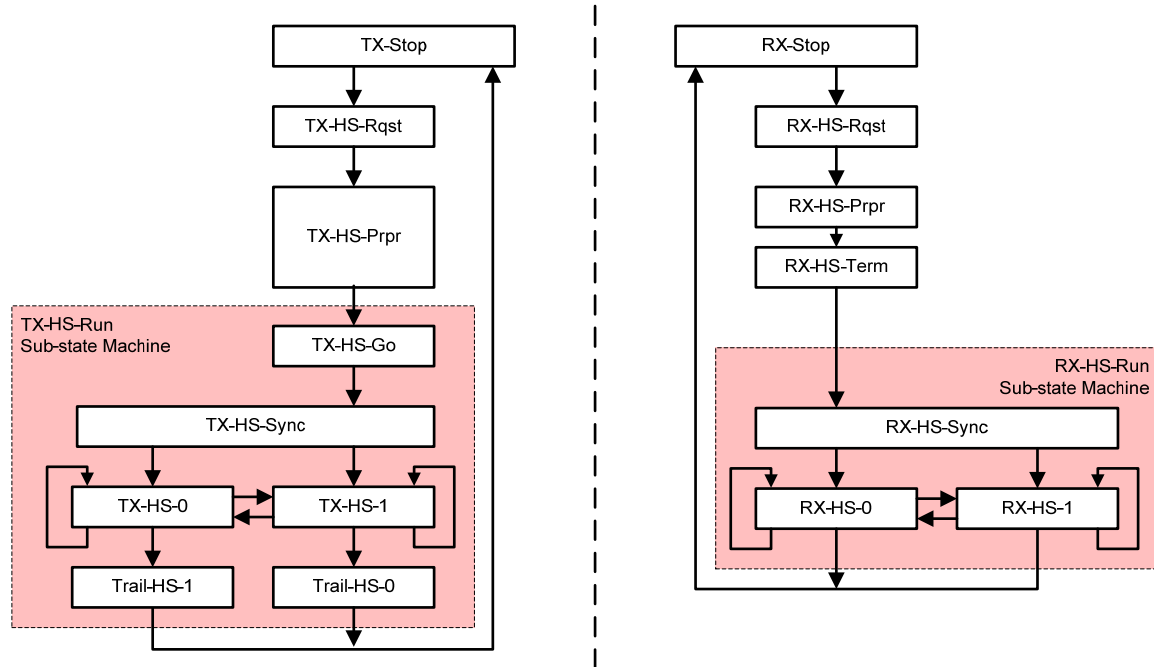 TX-Stop
TX-HS-Rqst
TX-HS-Prpr
TX-HS-Run
Sub-state Machine
TX-HS-Go
TX-HS-Sync
TX-HS-0
TX-HS-1
Trail-HS-1
Trail-HS-0
RX-Stop
RX-HS-Rqst
RX-HS-Prpr
RX-HS-Term
RX-HS-Run
Sub-state Machine
RX-HS-Sync
RX-HS-0
RX-HS-1